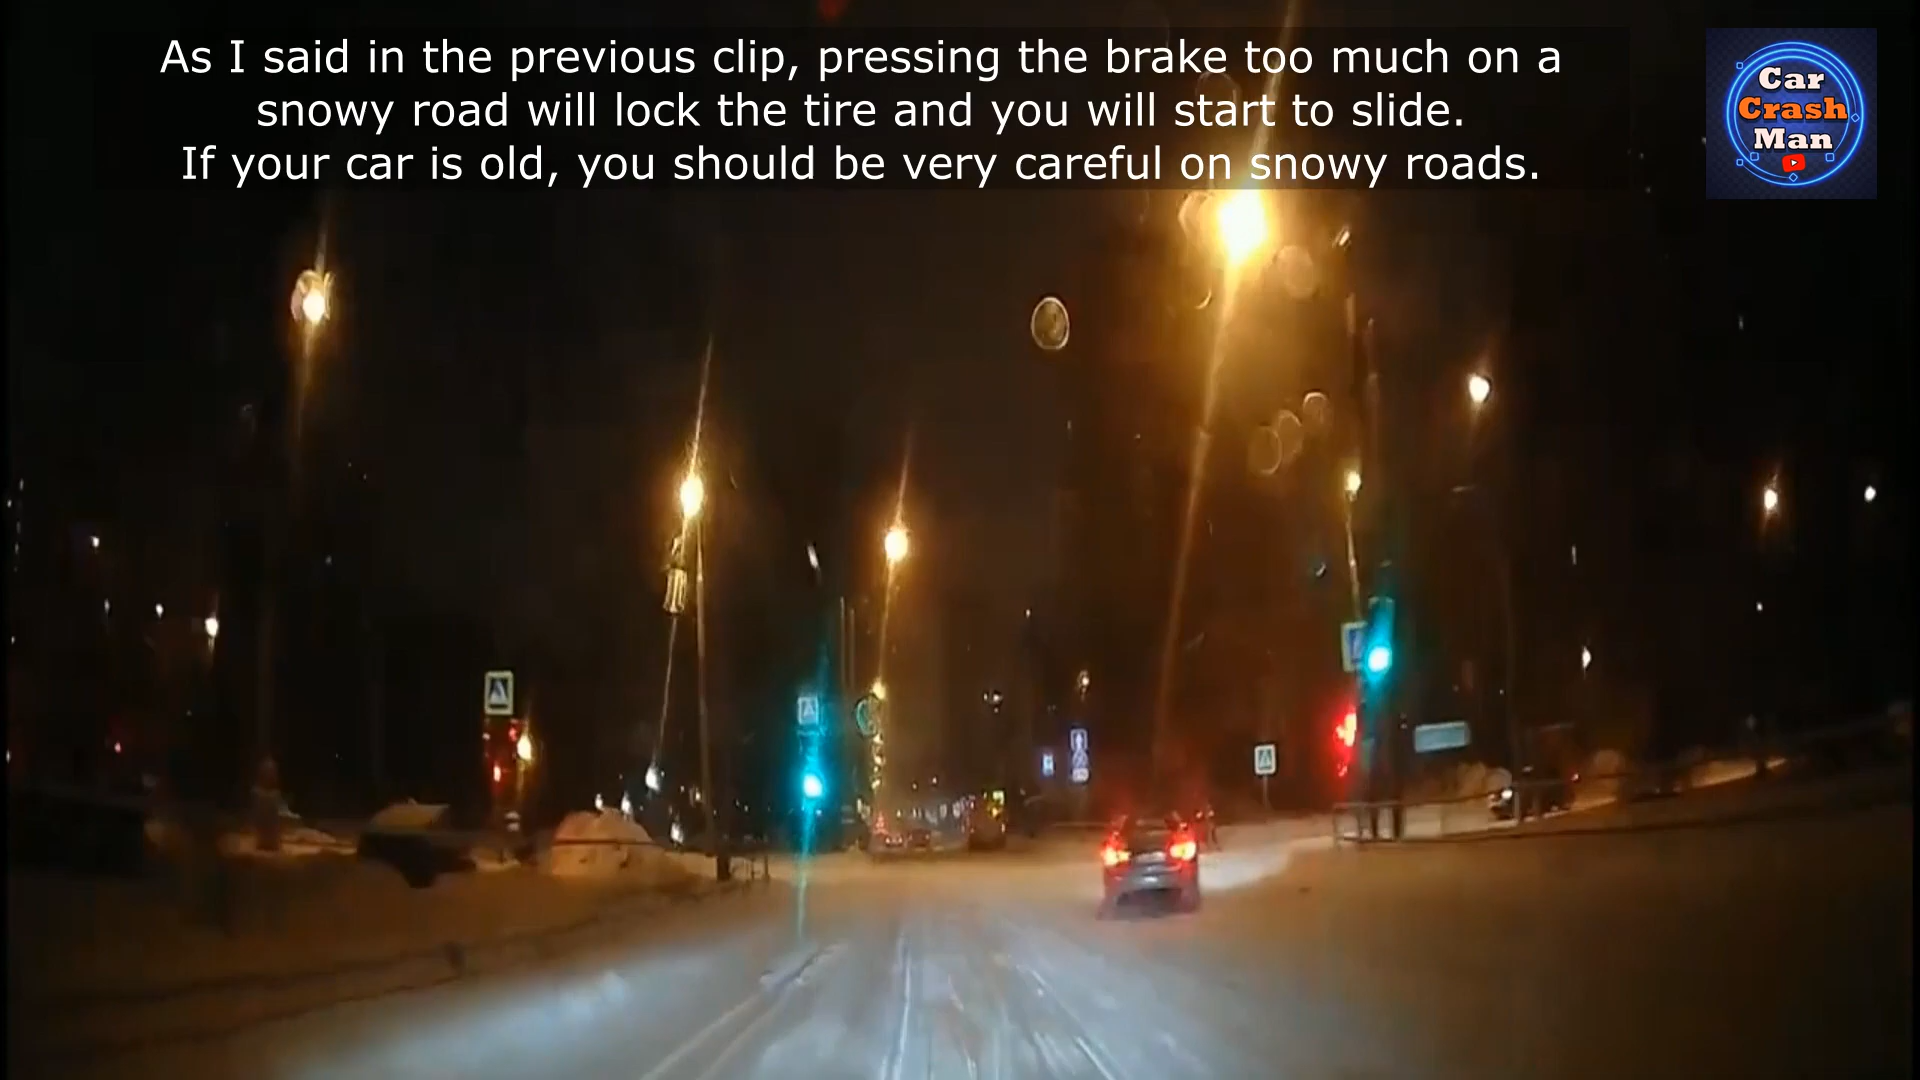 As I said in the previous clip, pressing the brake too much on a
snowy road will lock the tire and you will start to slide.
If your car is old, you should be very careful on snowy roads.
Car
Crash
Man